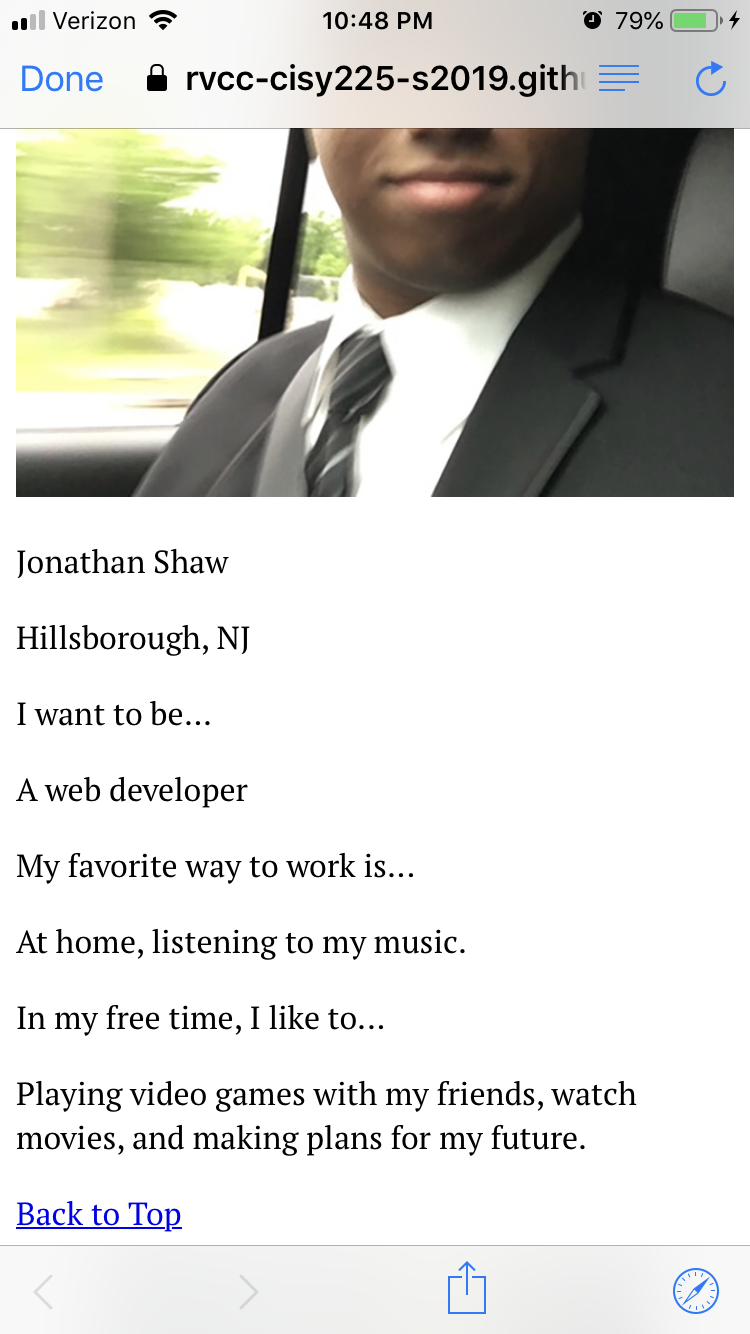 Verizon 10:48 PM 79%
Done rvcc-cisy225-s2019.gith
Jonathan Shaw
Hillsborough, NJ
I want to be...
A web developer
My favorite way to work is...
At home, listening to my music.
In my free time, I like to...
Playing video games with my friends, watch
movies, and making plans for my future.
Back to Top